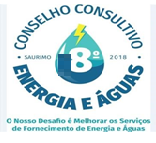 CONSELHO CONSULTIVO
SAURIMO 2018
8º
ENERGIA E ÁGUAS
O Nosso Desafio é Melhorar os Serviços
de Fornecimento de Energia e Águas